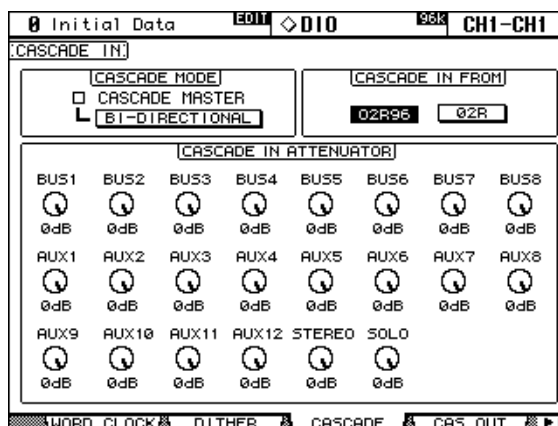 0 Initial Data EDIT ◇DIO 96k CH1-CH1
CASCADE IN
CASCADE MODE
CASCADE MASTER
BI-DIRECTIONAL
CASCADE IN FROM
02R96 02R
CASCADE IN ATTENUATOR
BUS1 BUS2 BUS3 BUS4 BUS5 BUS6 BUS7 BUS8
0dB 0dB 0dB 0dB 0dB 0dB 0dB 0dB
AUX1 AUX2 AUX3 AUX4 AUX5 AUX6 AUX7 AUX8
0dB 0dB 0dB 0dB 0dB 0dB 0dB 0dB
AUX9 AUX10 AUX11 AUX12 STEREO SOLO
0dB 0dB 0dB 0dB 0dB 0dB
WORD CLOCK DITHER CASCADE CAS OUT